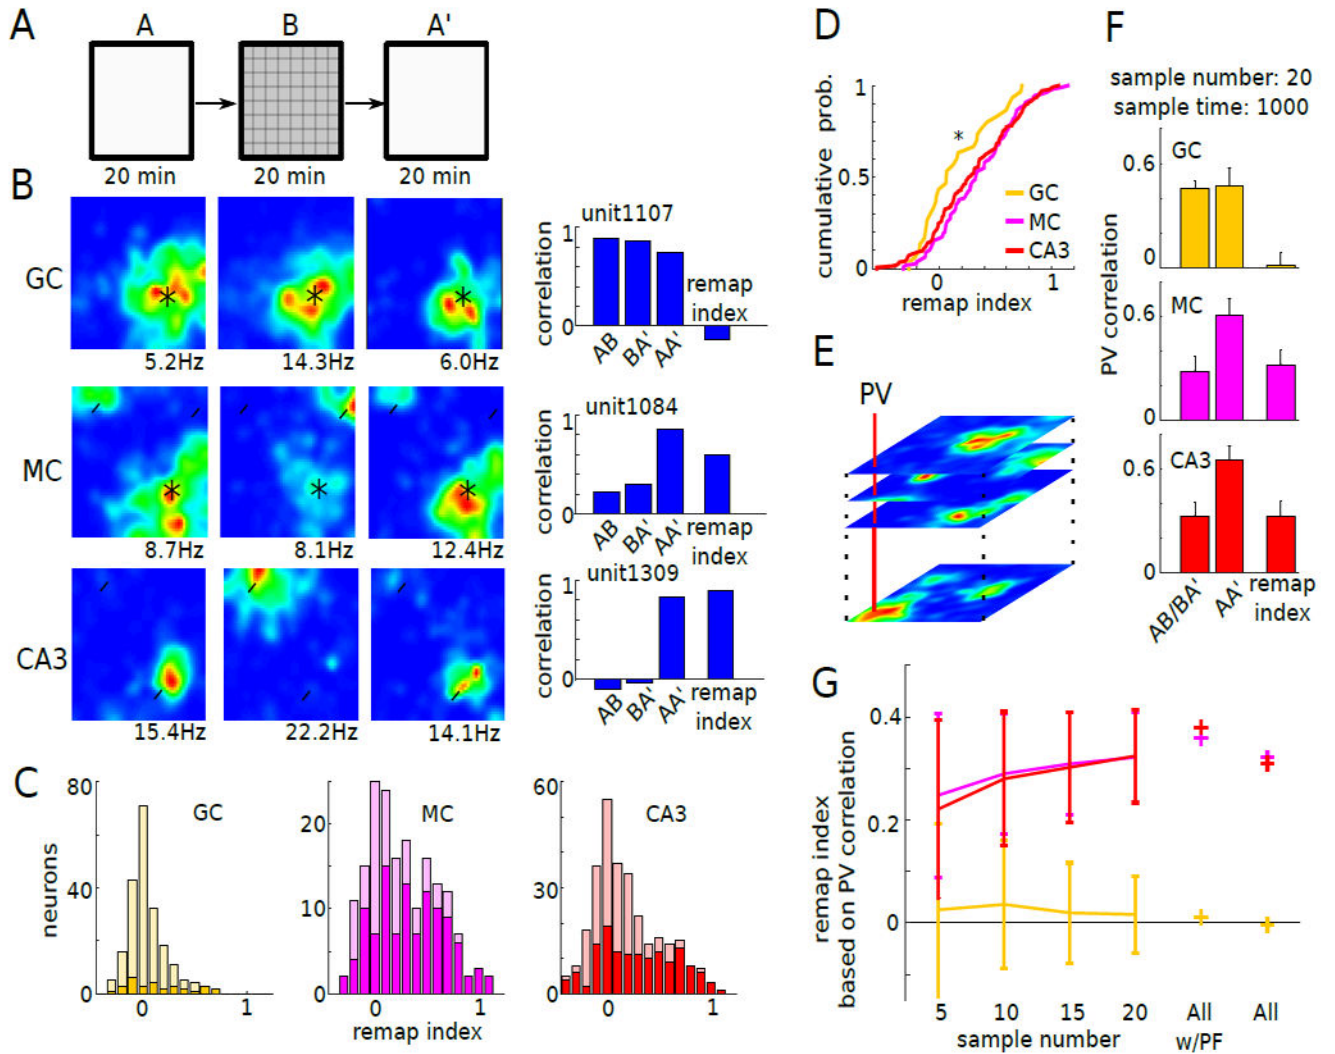 A
A
B
A'
20 min
20 min
20 min
B
GC
5.2Hz
14.3Hz
6.0Hz
unit1107
correlation
1
0
AB
BA'
AA'
remap
index
MC
8.7Hz
8.1Hz
12.4Hz
unit1084
correlation
1
0
AB
BA'
AA'
remap
index
CA3
15.4Hz
22.2Hz
14.1Hz
unit1309
correlation
1
0
AB
BA'
AA'
remap
index
C
neurons
80
40
0
GC
0
1
20
10
0
MC
0
1
remap index
60
30
0
CA3
0
1
D
cumulative prob.
1
0.5
0
*
GC
MC
CA3
0
1
remap index
E
PV
F
sample number: 20
sample time: 1000
PV correlation
GC
0.6
0
MC
0.6
0
CA3
0.6
0
AB/BA'
AA'
remap
index
G
remap index
based on PV correlation
0.4
0.2
0
5
10
15
20
All
w/PF
All
sample number